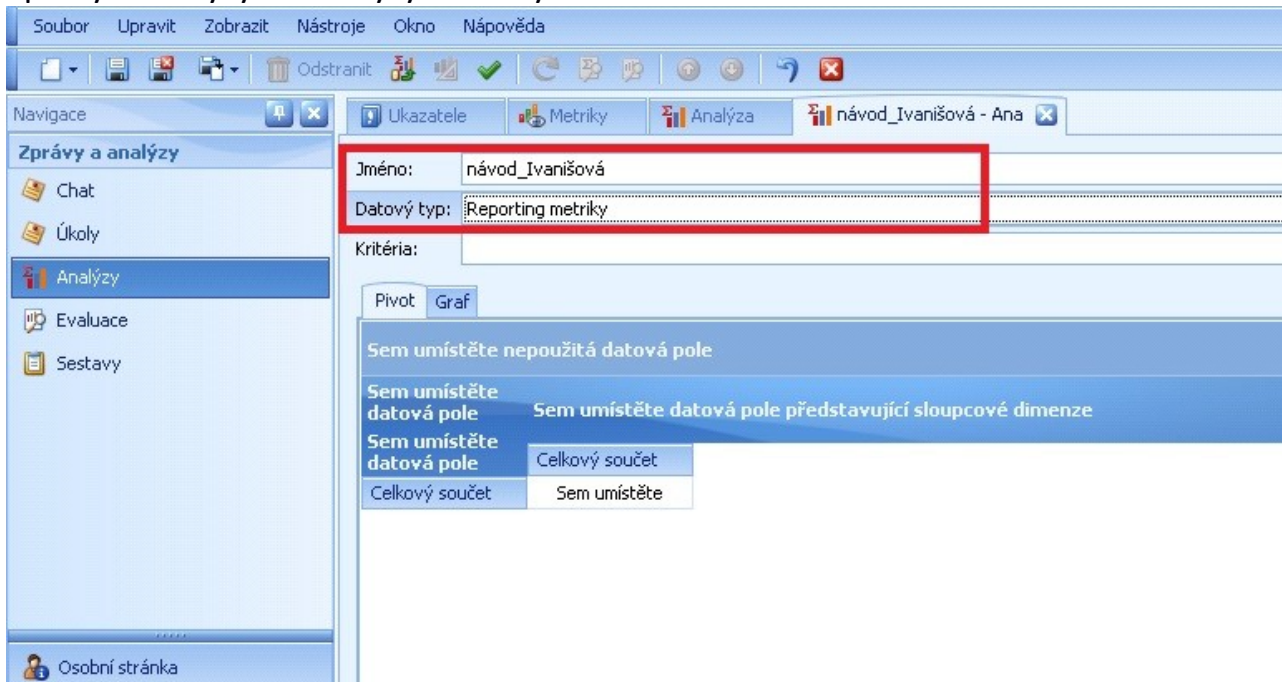 Soubor Upravit Zobrazit Nástroje Okno Nápověda
Odstranit
Navigace
Ukazatele Metriky Analýza návod_Ivanišová - Ana
Zprávy a analýzy
Chat
Úkoly
Analýzy
Evaluace
Sestavy
Osobní stránka
Jméno: návod_Ivanišová
Datový typ: Reporting metriky
Kritéria:
Pivot Graf
Sem umístěte nepoužitá datová pole
Sem umístěte
datová pole
Sem umístěte datová pole představující sloupcové dimenze
Sem umístěte
datová pole
Celkový součet
Celkový součet Sem umístěte